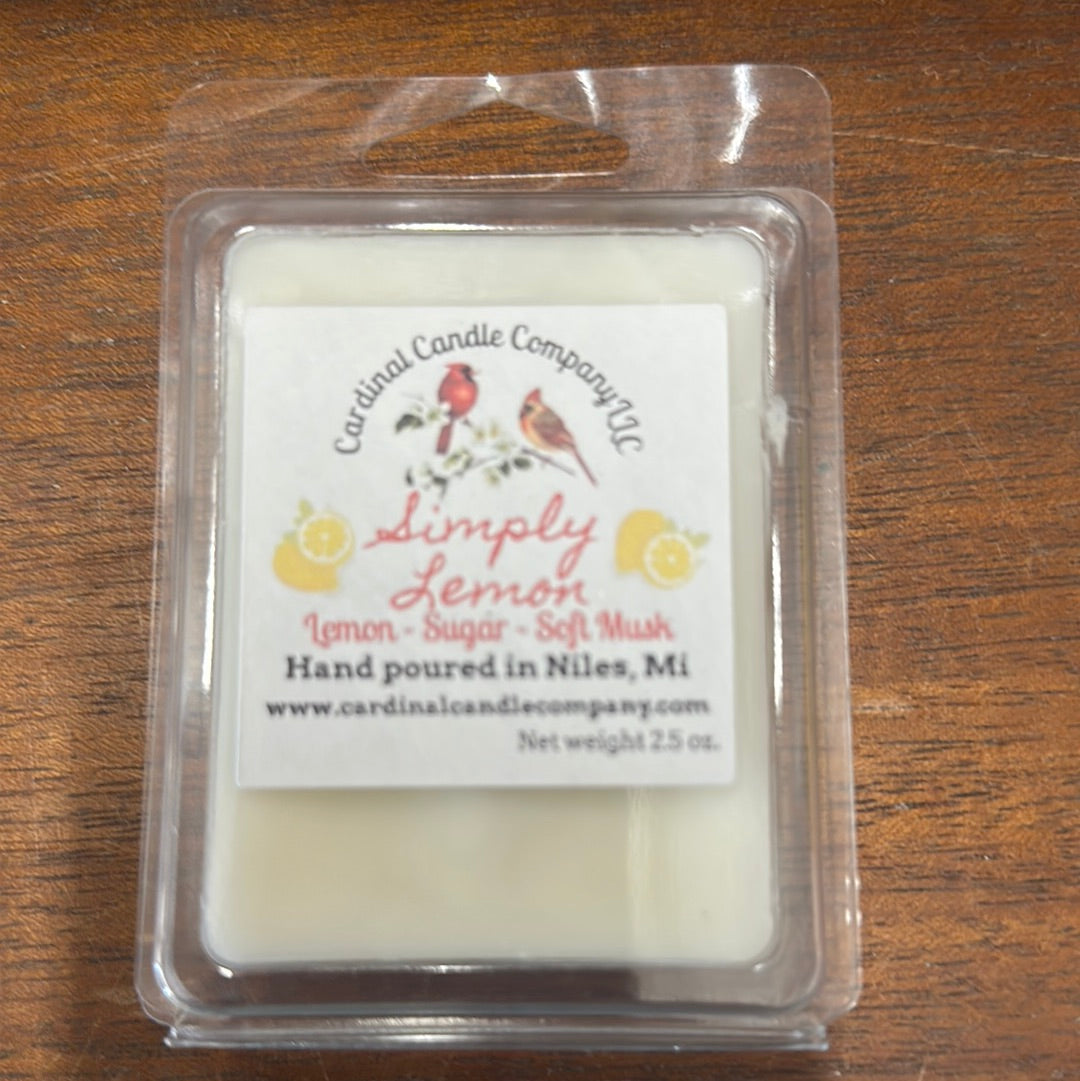 Cardinal Candle Company LLC
Simply
Lemon
Lemon - Sugar - Soft Musk
Hand poured in Niles, Mi
www.cardinalcandlecompany.com
Net weight 2.5 oz.